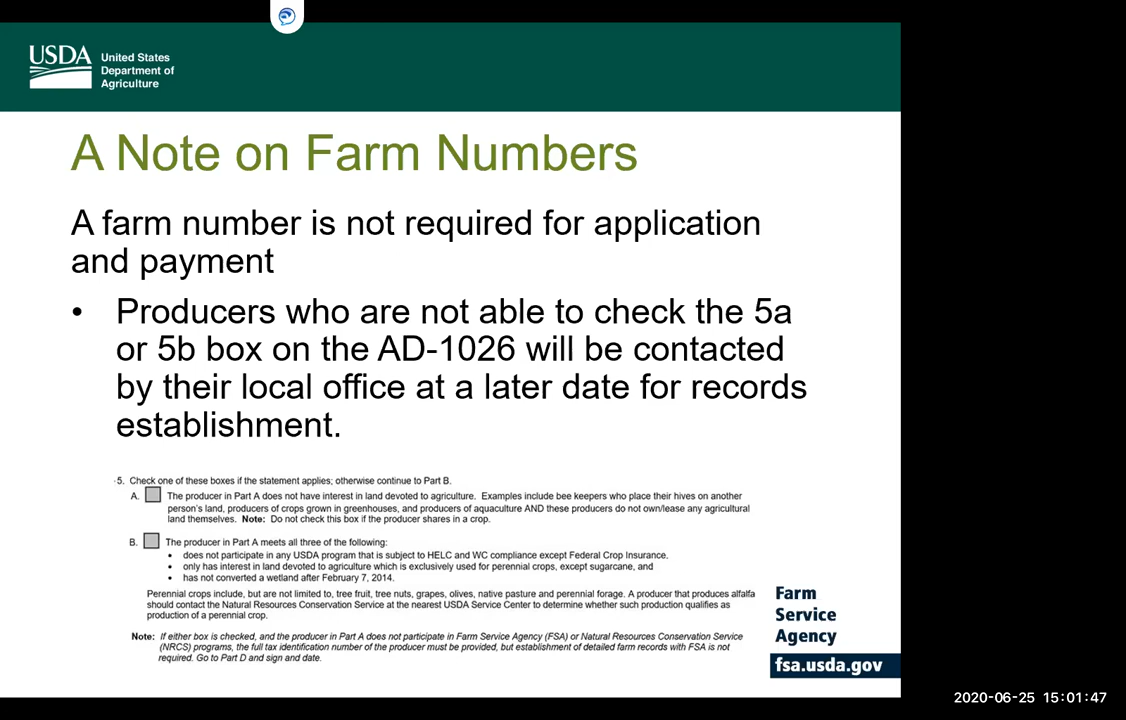 USDA
United States
Department of
Agriculture
A Note on Farm Numbers
A farm number is not required for application
and payment
• Producers who are not able to check the 5a
or 5b box on the AD-1026 will be contacted
by their local office at a later date for records
establishment.
5. Check one of these boxes if the statement applies; otherwise continue to Part B.
A. The producer in Part A does not have interest in land devoted to agriculture. Examples include bee keepers who place their hives on another
person's land, producers of crops grown in greenhouses, and producers of aquaculture AND these producers do not own/lease any agricultural
land themselves. Note: Do not check this box if the producer shares in a crop.
B. The producer in Part A meets all three of the following:
• does not participate in any USDA program that is subject to HELC and WC compliance except Federal Crop Insurance.
• only has interest in land devoted to agriculture which is exclusively used for perennial crops, except sugarcane, and
• has not converted a wetland after February 7, 2014.
Perennial crops include, but are not limited to, tree fruit, tree nuts, grapes, olives, native pasture and perennial forage. A producer that produces alfalfa
should contact the Natural Resources Conservation Service at the nearest USDA Service Center to determine whether such production qualifies as
production of a perennial crop.
Note: If either box is checked, and the producer in Part A does not participate in Farm Service Agency (FSA) or Natural Resources Conservation Service
(NRCS) programs, the full tax identification number of the producer must be provided, but establishment of detailed farm records with FSA is not
required. Go to Part D and sign and date.
Farm
Service
Agency
fsa.usda.gov
2020-06-25 15:01:47